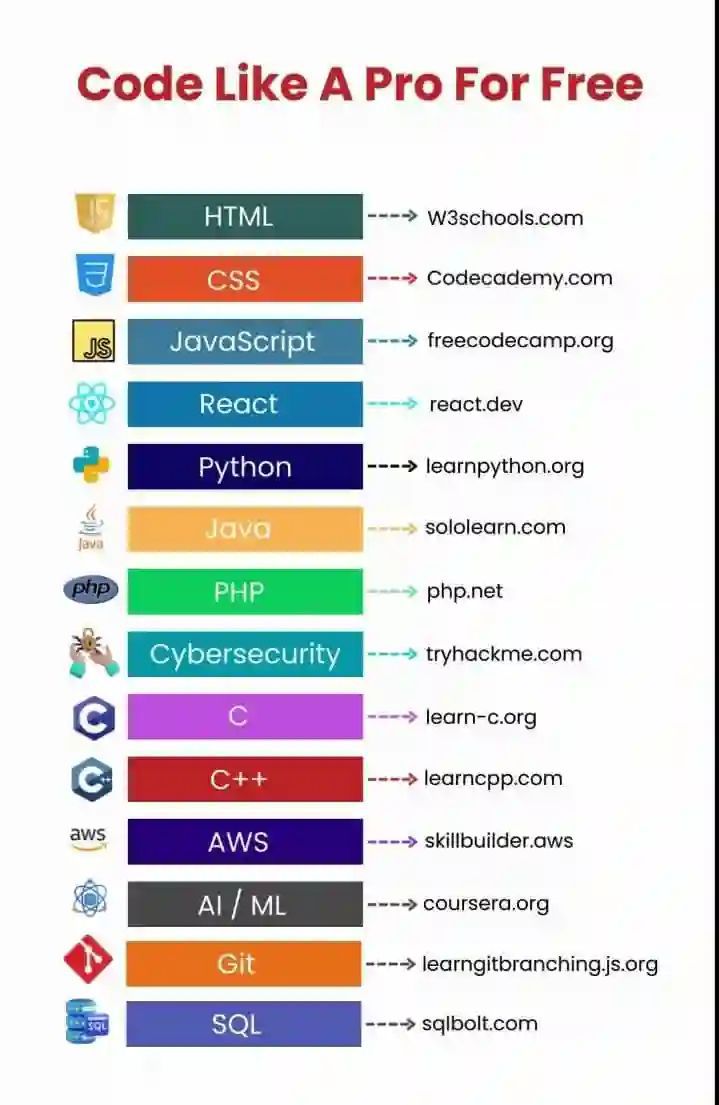 Code Like A Pro For Free
JS HTML W3schools.com
3 CSS Codecademy.com
JS JavaScript freecodecamp.org
React react.dev
Python learnpython.org
Java Java sololearn.com
php PHP php.net
Cybersecurity tryhackme.com
C C learn-c.org
C++ C++ learncpp.com
aws AWS skillbuilder.aws
AI / ML coursera.org
Git learngitbranching.js.org
SQL SQL sqlbolt.com